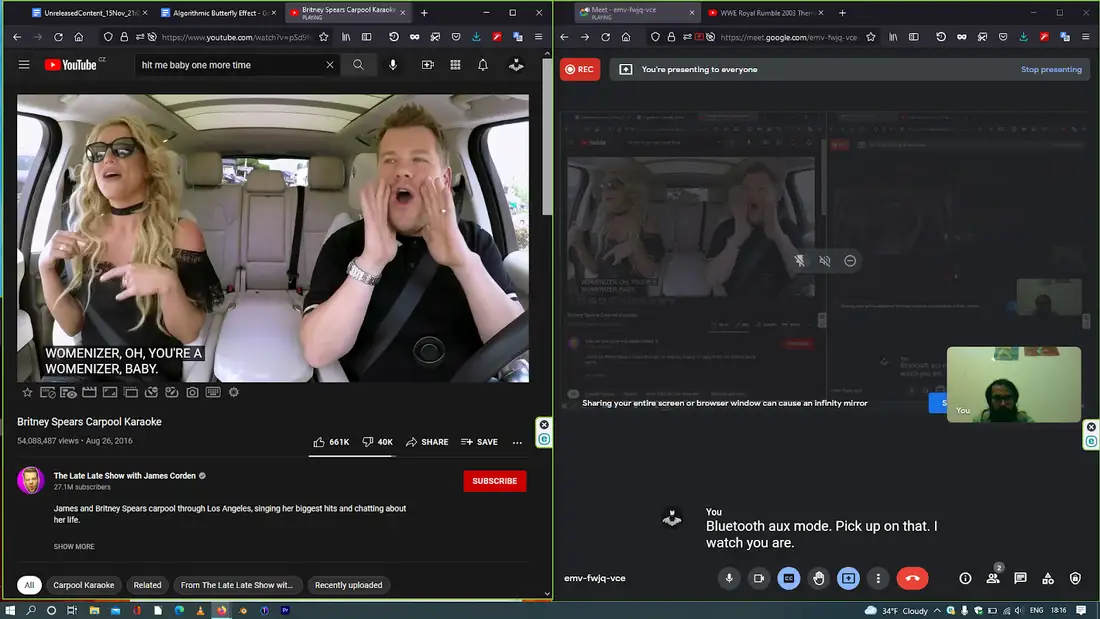 UnreleasedContent_15Nov_21t
Algorithmic Butterfly Effect - Go
Britney Spears Carpool Karaoke
PLAYING
https://www.youtube.com/watch?v=pSd9h
YouTube CZ
hit me baby one more time
WOMENIZER, OH, YOU'RE A
WOMENIZER, BABY.
Britney Spears Carpool Karaoke
54,088,487 views • Aug 26, 2016
661K
40K
SHARE
SAVE
The Late Late Show with James Corden
27.1M subscribers
SUBSCRIBE
James and Britney Spears carpool through Los Angeles, singing her biggest hits and chatting about
her life.
SHOW MORE
All
Carpool Karaoke
Related
From The Late Late Show wit...
Recently uploaded
Meet - emv-fwjq-vce
PLAYING
WWE Royal Rumble 2003 Them
https://meet.google.com/emv-fwjq-vce
REC
You're presenting to everyone
Stop presenting
Sharing your entire screen or browser window can cause an infinity mirror
S
You
You
Bluetooth aux mode. Pick up on that. I
watch you are.
emv-fwjq-vce
CC
2
34°F Cloudy
ENG
18:16